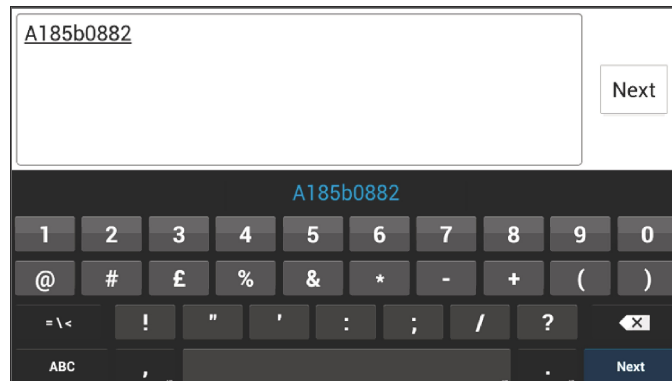 A185b0882
Next
A185b0882
1 2 3 4 5 6 7 8 9 0
@ # £ % & * - + ( )
= \ < ! " ' : ; / ?
ABC , . Next